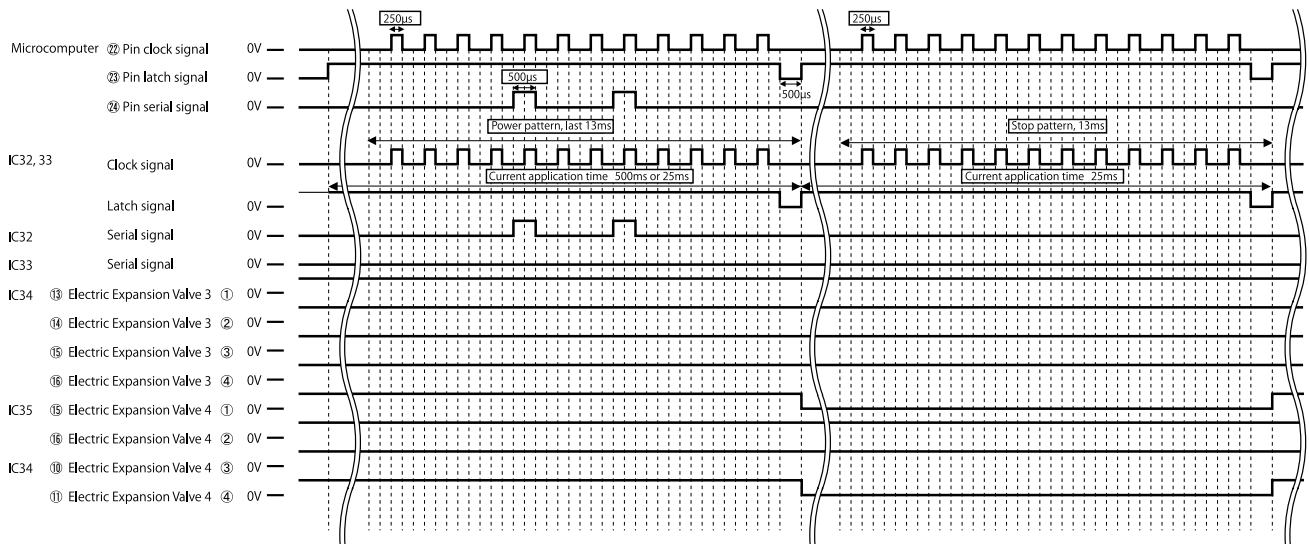 250µs 250µs
Microcomputer ㉒ Pin clock signal 0V
㉓ Pin latch signal 0V
500µs 500µs
㉔ Pin serial signal 0V
Power pattern, last 13ms Stop pattern, 13ms
IC32, 33 Clock signal 0V
Current application time 500ms or 25ms Current application time 25ms
Latch signal 0V
IC32 Serial signal 0V
IC33 Serial signal 0V
IC34 ⑬ Electric Expansion Valve 3 ① 0V
⑭ Electric Expansion Valve 3 ② 0V
⑮ Electric Expansion Valve 3 ③ 0V
⑯ Electric Expansion Valve 3 ④ 0V
IC35 ⑮ Electric Expansion Valve 4 ① 0V
⑯ Electric Expansion Valve 4 ② 0V
IC34 ⑩ Electric Expansion Valve 4 ③ 0V
⑪ Electric Expansion Valve 4 ④ 0V